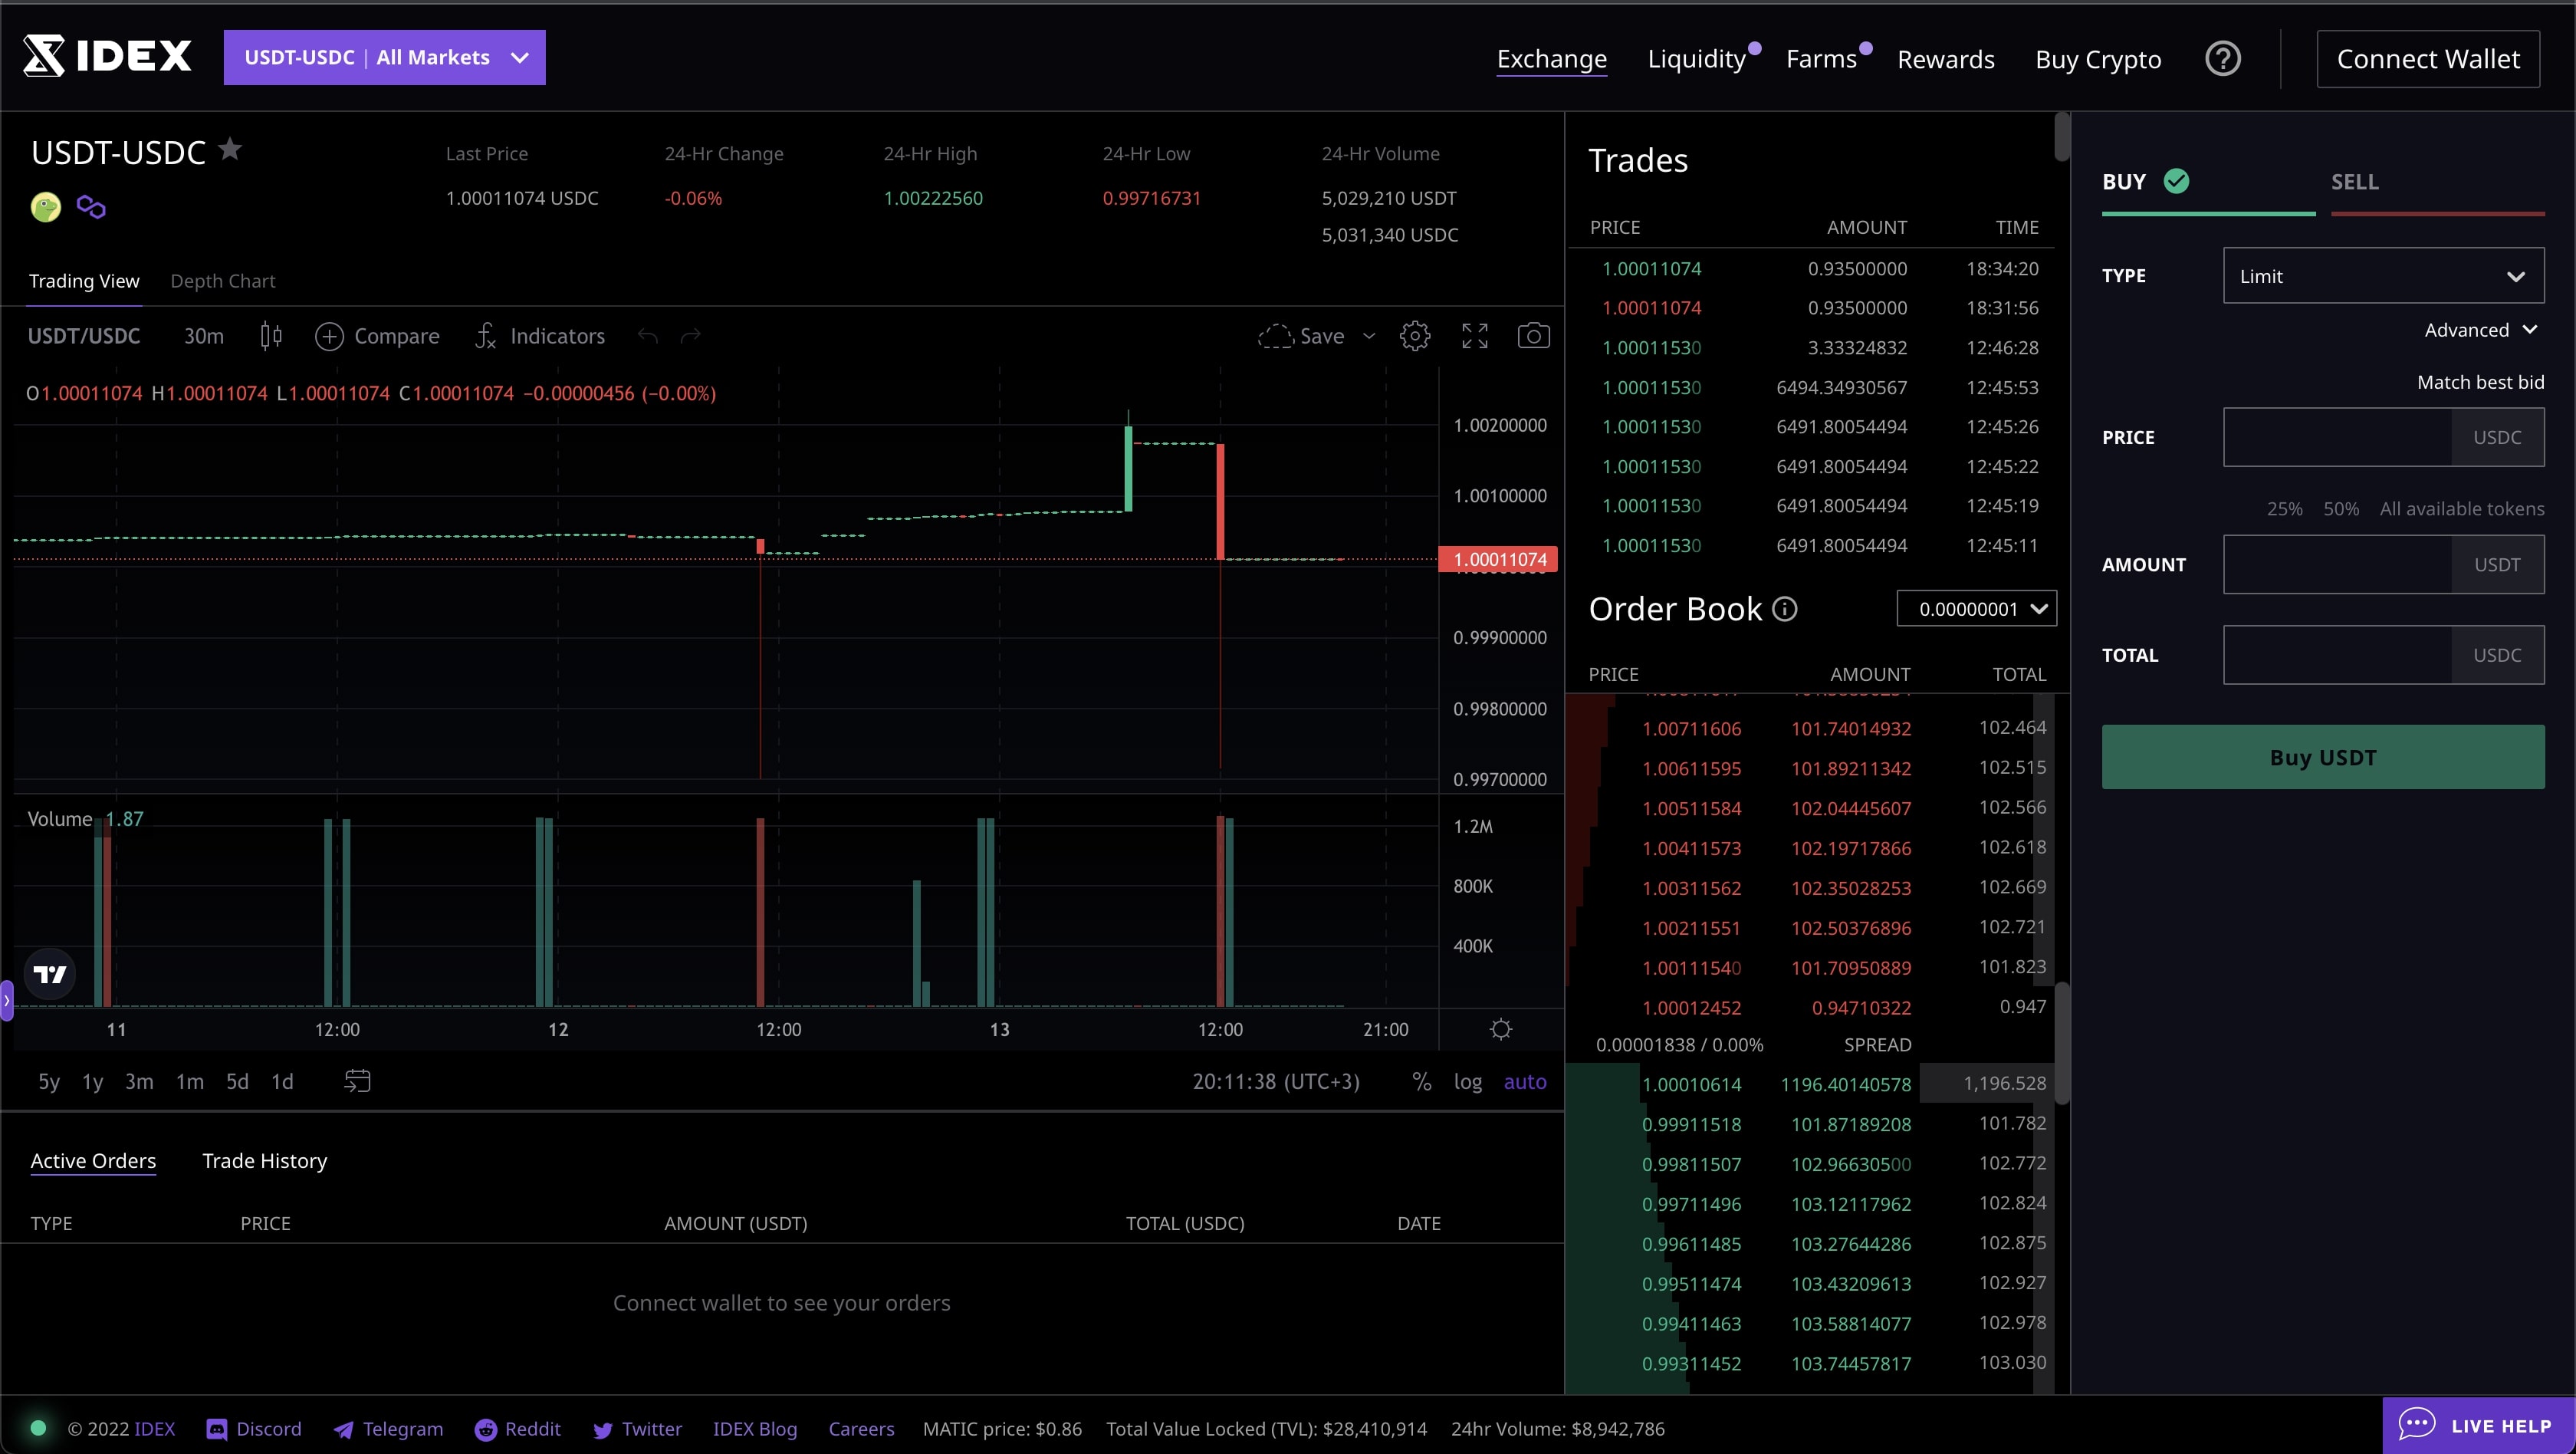 IDEX
USDT-USDC | All Markets
Exchange Liquidity Farms Rewards Buy Crypto ? Connect Wallet
USDT-USDC
Last Price 24-Hr Change 24-Hr High 24-Hr Low 24-Hr Volume
1.00011074 USDC -0.06% 1.00222560 0.99716731 5,029,210 USDT
5,031,340 USDC
Trading View Depth Chart
USDT/USDC 30m Compare Indicators Save
O1.00011074 H1.00011074 L1.00011074 C1.00011074 −0.00000456 (−0.00%)
1.00200000
1.00100000
1.00011074
0.99900000
0.99800000
0.99700000
Volume 1.87
1.2M
800K
400K
11 12:00 12 12:00 13 12:00 21:00
5y 1y 3m 1m 5d 1d 20:11:38 (UTC+3) % log auto
Active Orders Trade History
TYPE PRICE AMOUNT (USDT) TOTAL (USDC) DATE
Connect wallet to see your orders
Trades
PRICE AMOUNT TIME
1.00011074 0.93500000 18:34:20
1.00011074 0.93500000 18:31:56
1.00011530 3.33324832 12:46:28
1.00011530 6494.34930567 12:45:53
1.00011530 6491.80054494 12:45:26
1.00011530 6491.80054494 12:45:22
1.00011530 6491.80054494 12:45:19
1.00011530 6491.80054494 12:45:11
Order Book 0.00000001
PRICE AMOUNT TOTAL
1.00711606 101.74014932 102.464
1.00611595 101.89211342 102.515
1.00511584 102.04445607 102.566
1.00411573 102.19717866 102.618
1.00311562 102.35028253 102.669
1.00211551 102.50376896 102.721
1.00111540 101.70950889 101.823
1.00012452 0.94710322 0.947
0.00001838 / 0.00% SPREAD
1.00010614 1196.40140578 1,196.528
0.99911518 101.87189208 101.782
0.99811507 102.96630500 102.772
0.99711496 103.12117962 102.824
0.99611485 103.27644286 102.875
0.99511474 103.43209613 102.927
0.99411463 103.58814077 102.978
0.99311452 103.74457817 103.030
BUY SELL
TYPE Limit
Advanced
Match best bid
PRICE USDC
25% 50% All available tokens
AMOUNT USDT
TOTAL USDC
Buy USDT
© 2022 IDEX Discord Telegram Reddit Twitter IDEX Blog Careers MATIC price: $0.86 Total Value Locked (TVL): $28,410,914 24hr Volume: $8,942,786
LIVE HELP